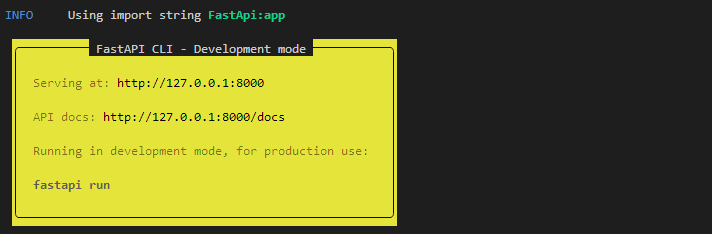 INFO Using import string FastApi:app
FastAPI CLI - Development mode
Serving at: http://127.0.0.1:8000
API docs: http://127.0.0.1:8000/docs
Running in development mode, for production use:
fastapi run